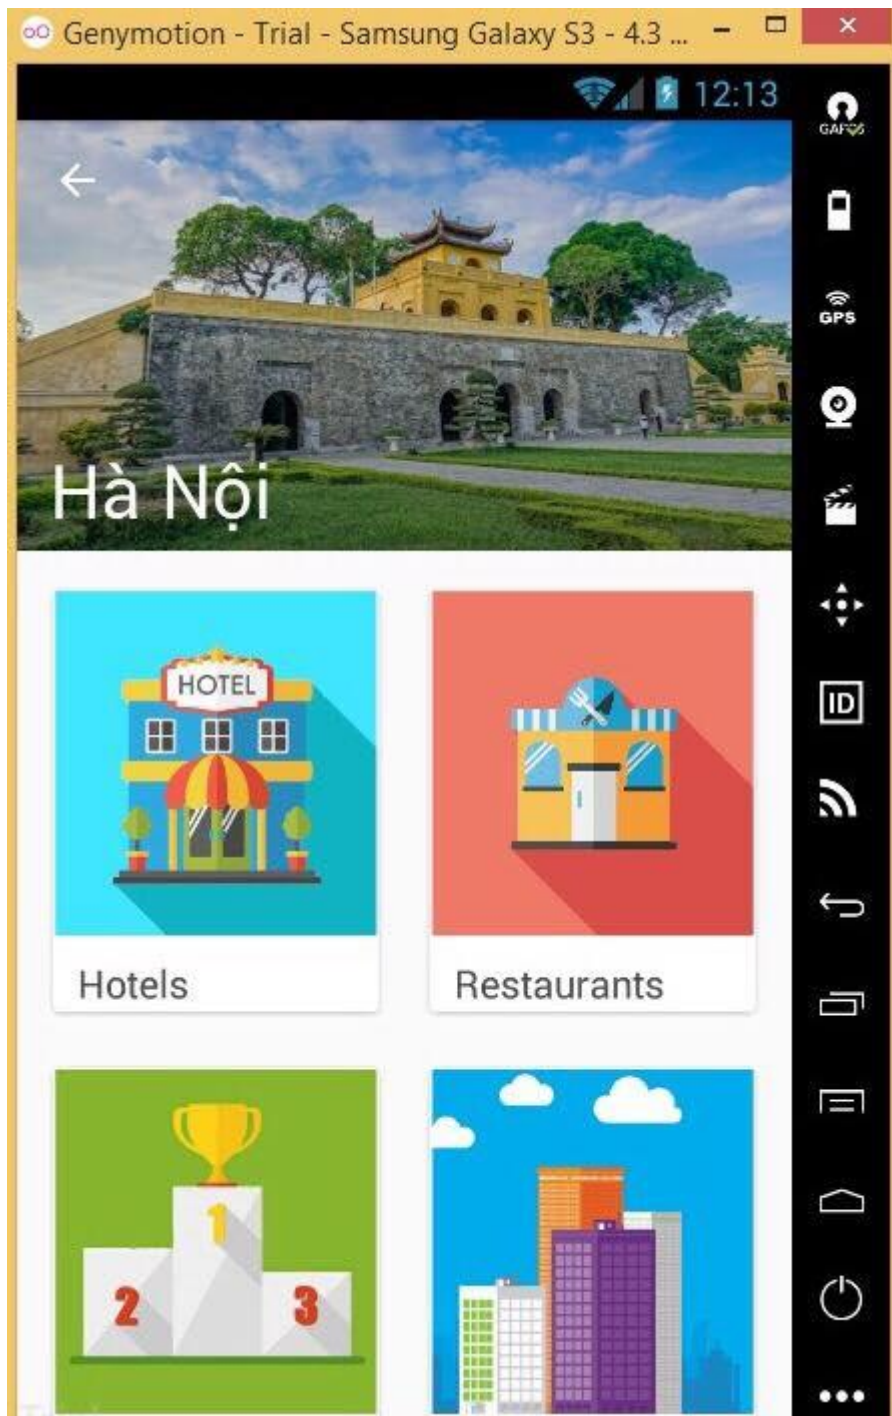 Genymotion - Trial - Samsung Galaxy S3 - 4.3 ...
12:13
GAPPS
GPS
Hà Nội
ID
HOTEL
Hotels
Restaurants
1
2
3